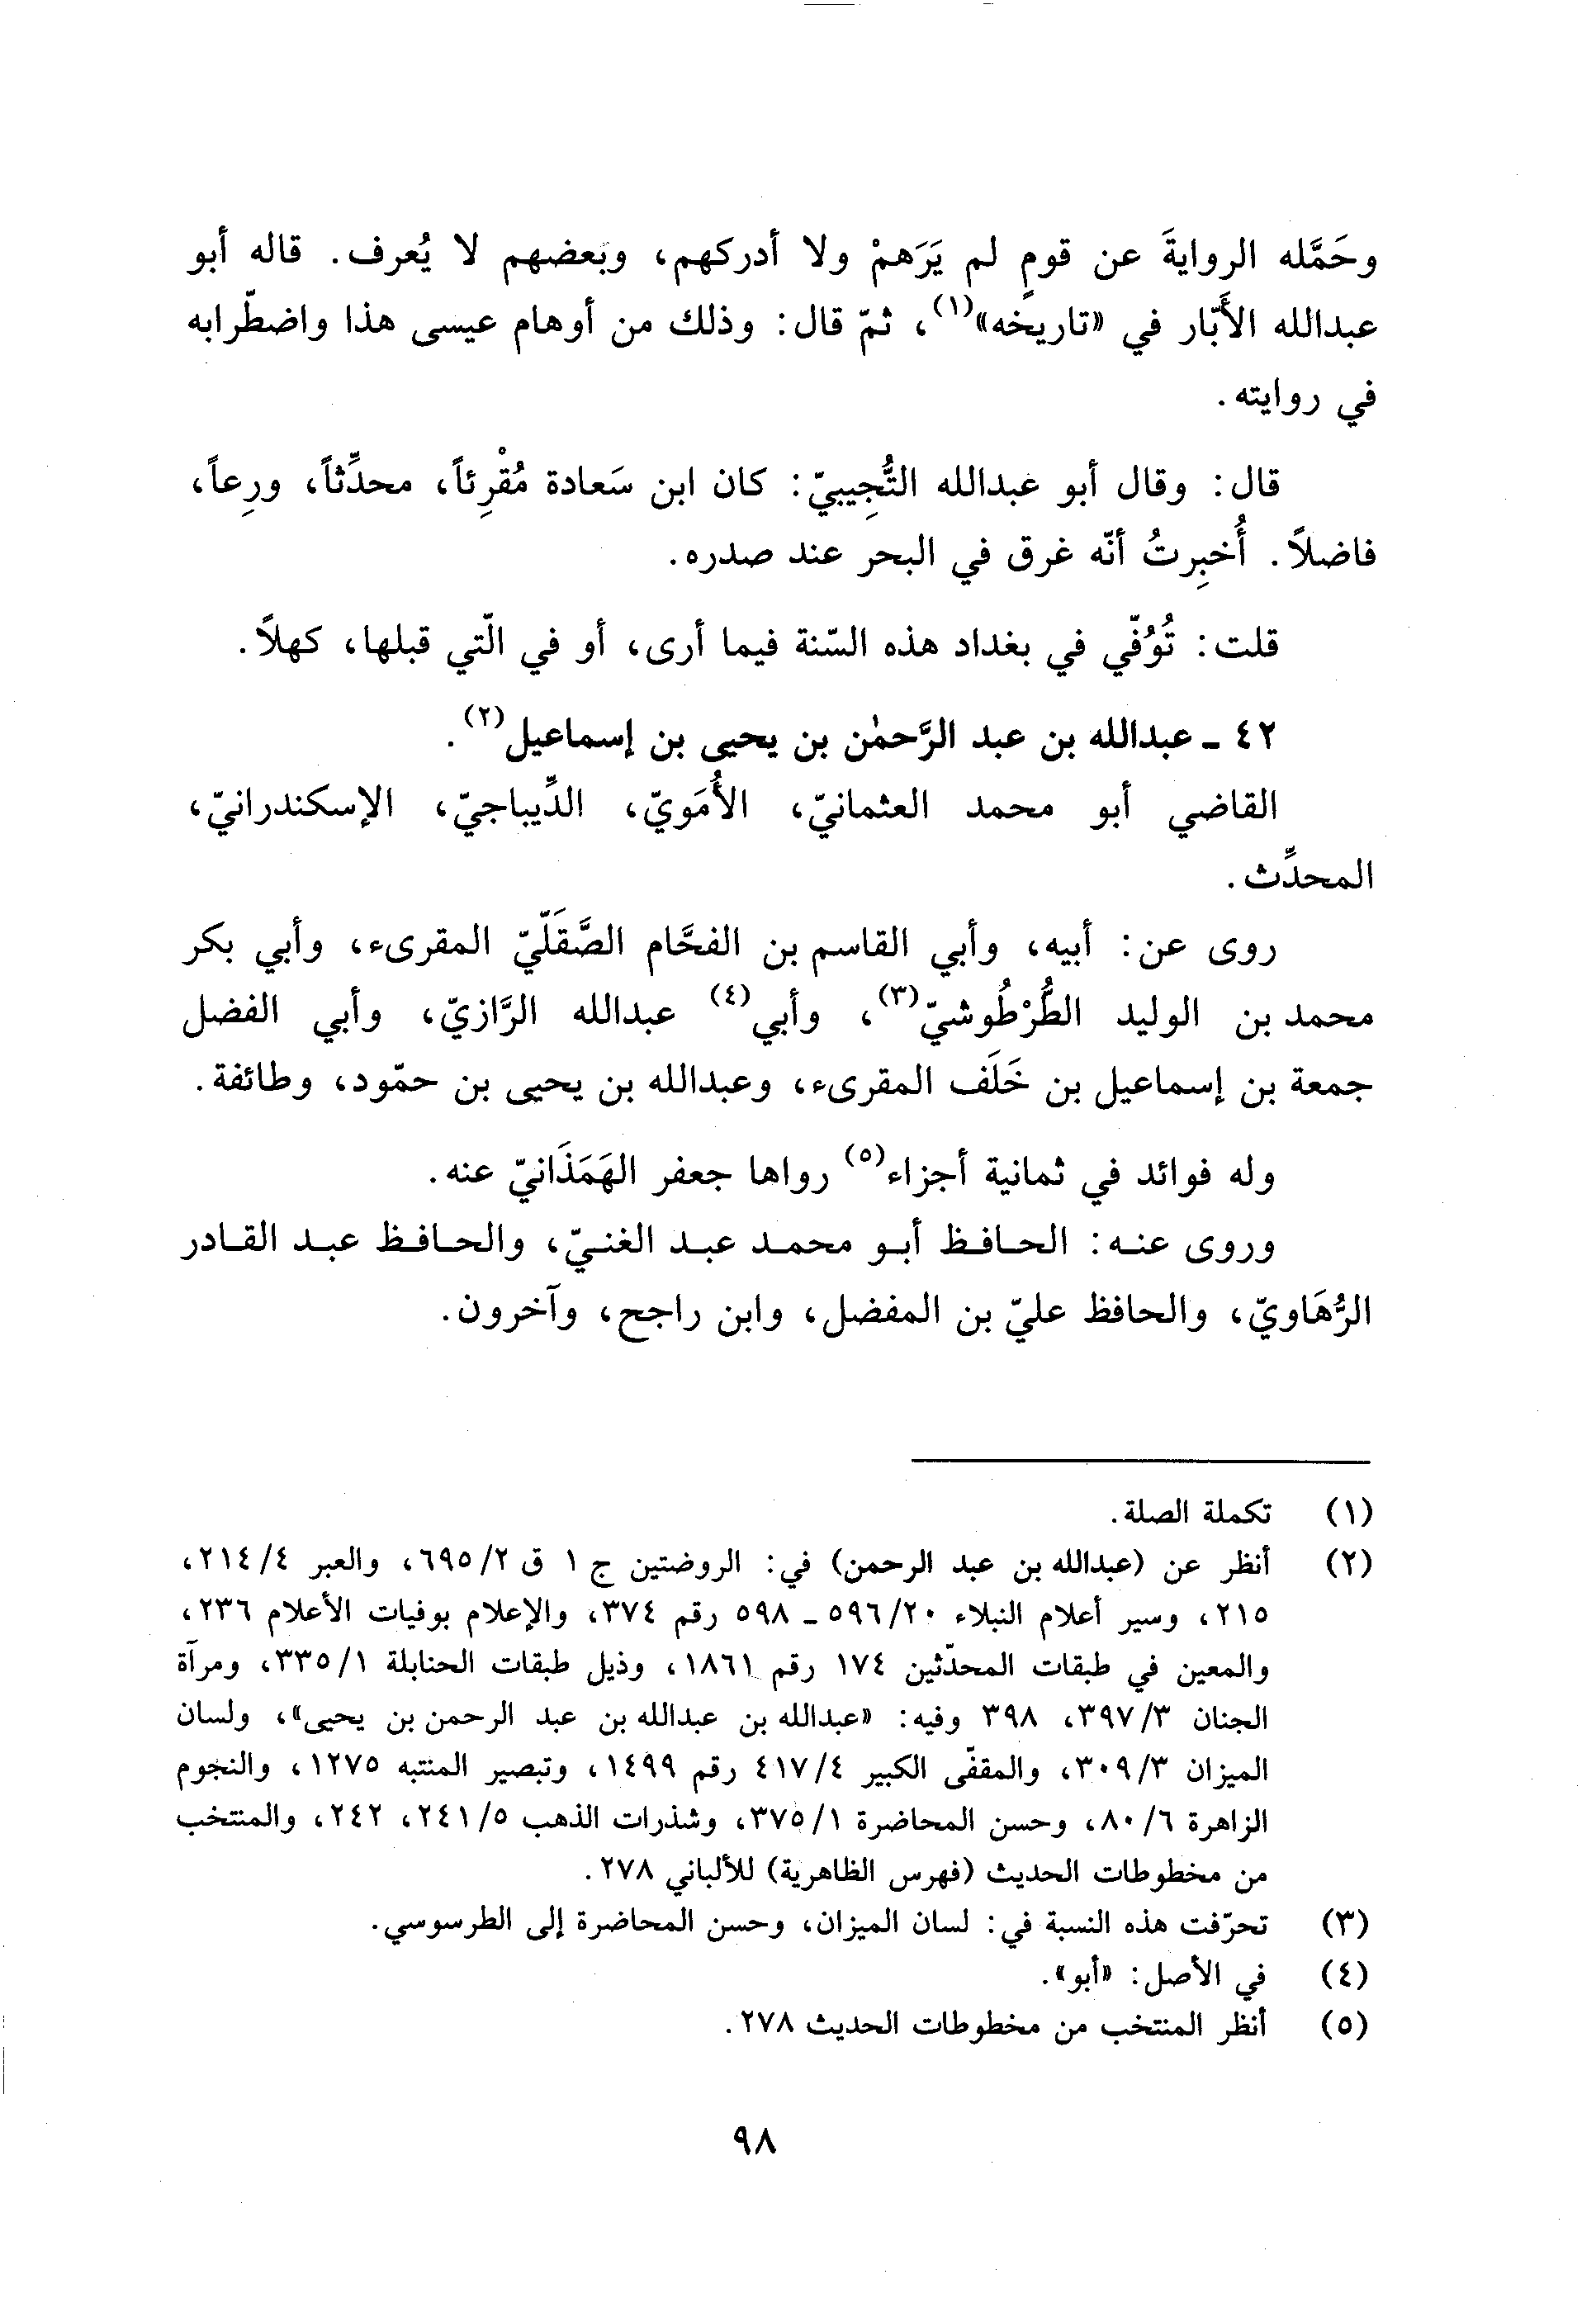 وحَمَّله الروايةَ عن قومٍ لم يَرَهمْ ولا أدركهم، وبعضهم لا يُعرف. قاله أبو
عبدالله الأَبّار في «تاريخه»(١)، ثمّ قال: وذلك من أوهام عيسى هذا واضطّرابه
في روايته.
قال: وقال أبو عبدالله التُّجِيبيّ: كان ابن سَعادة مُقْرِئاً، محدِّثاً، ورِعاً،
فاضلاً. أُخبِرتُ أنّه غرق في البحر عند صدره.
قلت: تُوُفّي في بغداد هذه السّنة فيما أرى، أو في الّتي قبلها، كهلاً.
٤٢ ـ عبدالله بن عبد الرَّحمٰن بن يحيى بن إسماعيل(٢).
القاضي أبو محمد العثمانيّ، الأُمَويّ، الدِّيباجيّ، الإسكندرانيّ،
المحدِّث.
روى عن: أبيه، وأبي القاسم بن الفحَّام الصَّقَلّيّ المقرىء، وأبي بكر
محمد بن الوليد الطُّرْطُوشيّ(٣)، وأبي(٤) عبدالله الرَّازيّ، وأبي الفضل
جمعة بن إسماعيل بن خَلَف المقرىء، وعبدالله بن يحيى بن حمّود، وطائفة.
وله فوائد في ثمانية أجزاء(٥) رواها جعفر الهَمَذَانيّ عنه.
وروى عنه: الحافظ أبو محمد عبد الغنيّ، والحافظ عبد القادر
الرُّهَاويّ، والحافظ عليّ بن المفضل، وابن راجح، وآخرون.
(١) تكملة الصلة.
(٢) أنظر عن (عبدالله بن عبد الرحمن) في: الروضتين ج ١ ق ٦٩٥/٢، والعبر ٢١٤/٤،
٢١٥، وسير أعلام النبلاء ٥٩٦/٢٠ ـ ٥٩٨ رقم ٣٧٤، والإعلام بوفيات الأعلام ٢٣٦،
والمعين في طبقات المحدّثين ١٧٤ رقم ١٨٦١، وذيل طبقات الحنابلة ٣٣٥/١، ومرآة
الجنان ٣٩٧/٣، ٣٩٨ وفيه: «عبدالله بن عبدالله بن عبد الرحمن بن يحيى»، ولسان
الميزان ٣٠٩/٣، والمقفّى الكبير ٤١٧/٤ رقم ١٤٩٩، وتبصير المنتبه ١٢٧٥، والنجوم
الزاهرة ٨٠/٦، وحسن المحاضرة ٣٧٥/١، وشذرات الذهب ٢٤١/٥، ٢٤٢، والمنتخب
من مخطوطات الحديث (فهرس الظاهرية) للألباني ٢٧٨.
(٣) تحرّفت هذه النسبة في: لسان الميزان، وحسن المحاضرة إلى الطرسوسي.
(٤) في الأصل: «أبو».
(٥) أنظر المنتخب من مخطوطات الحديث ٢٧٨.
٩٨